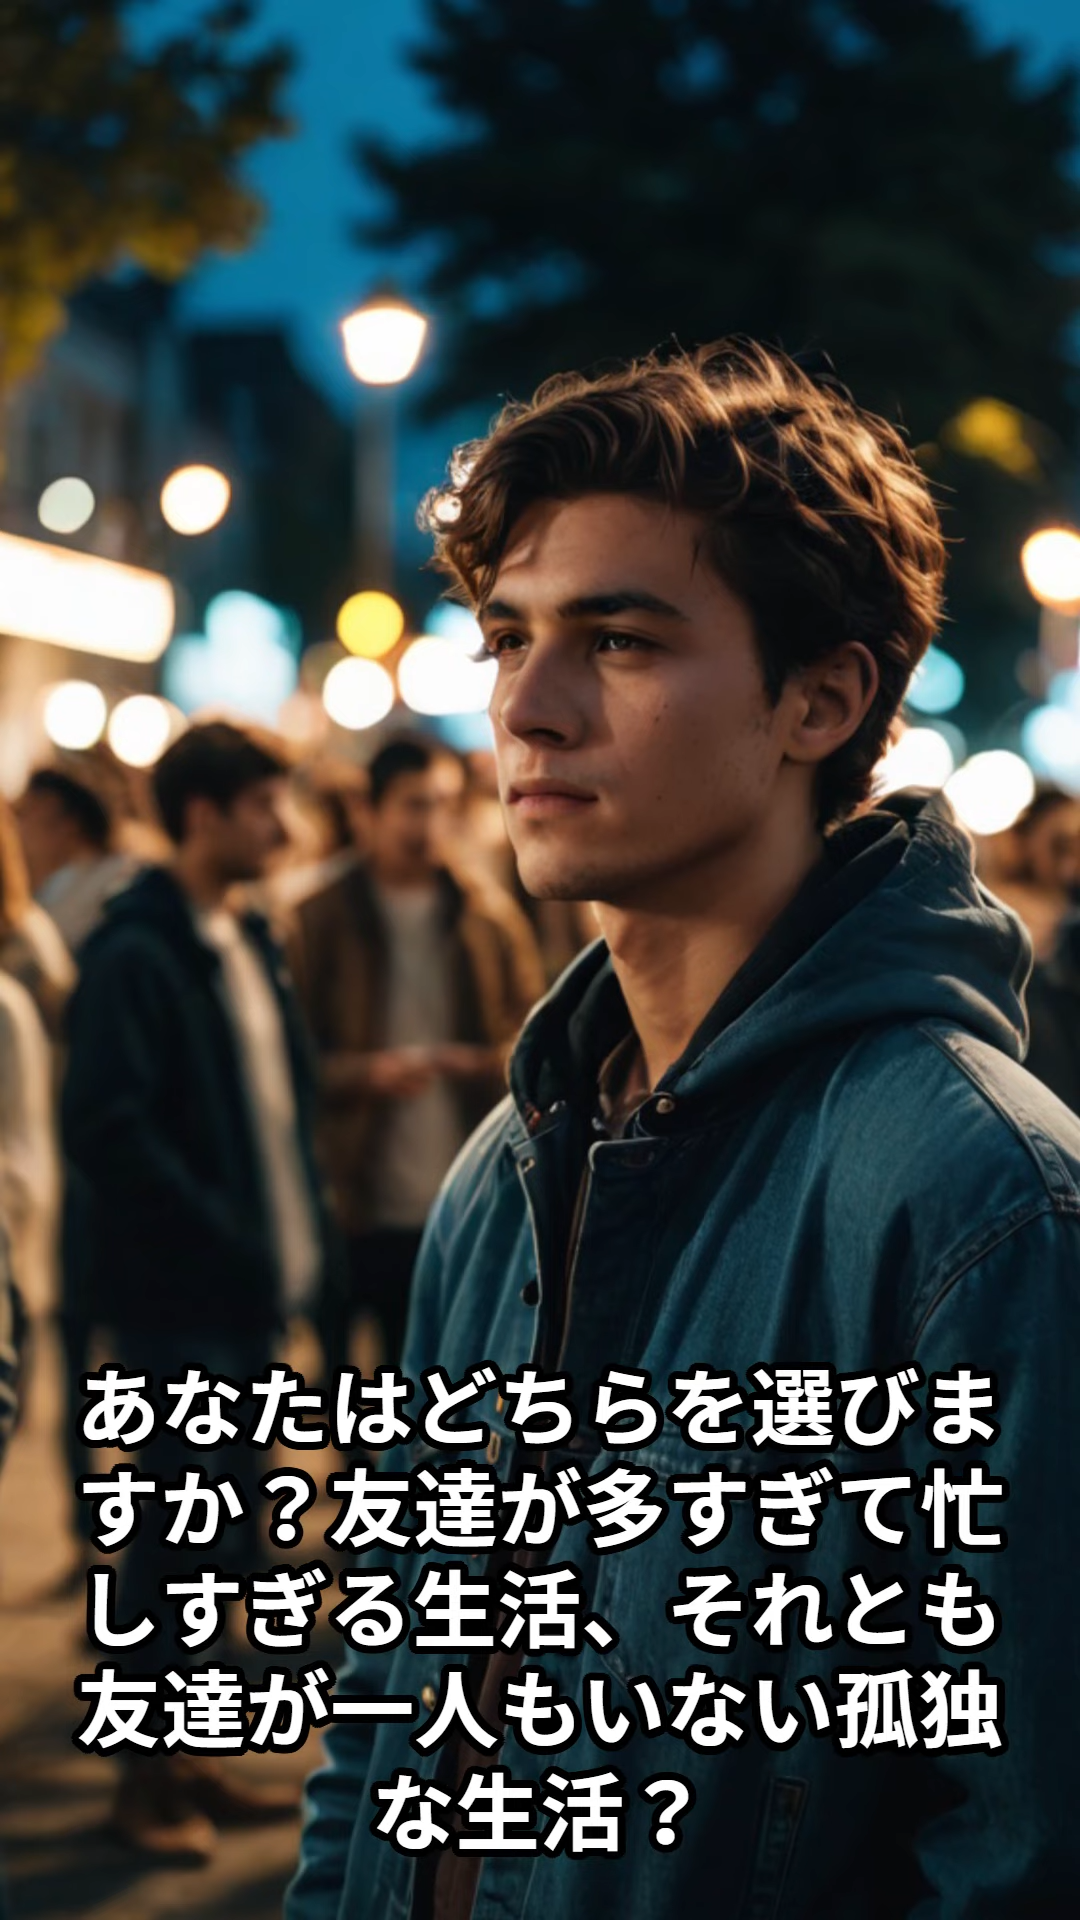 あなたはどちらを選びま
すか？友達が多すぎて忙
しすぎる生活、それとも
友達が一人もいない孤独
な生活？